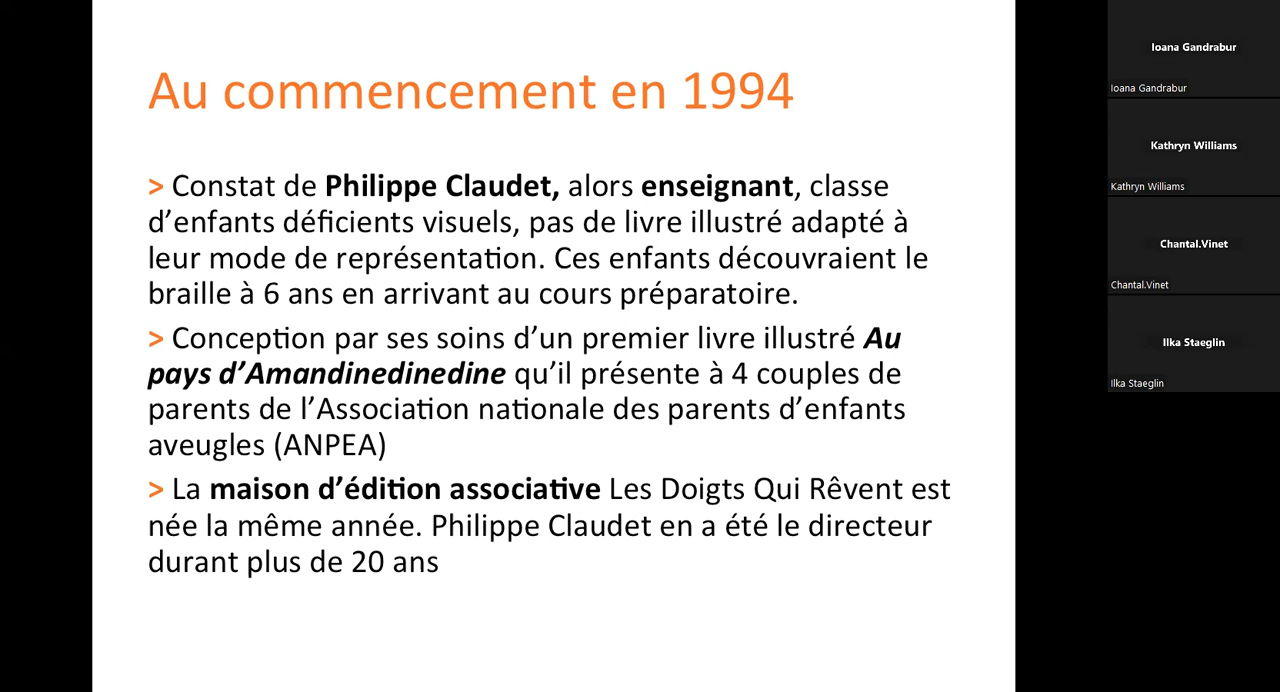 Au commencement en 1994
> Constat de Philippe Claudet, alors enseignant, classe
d’enfants déficients visuels, pas de livre illustré adapté à
leur mode de représentation. Ces enfants découvraient le
braille à 6 ans en arrivant au cours préparatoire.
> Conception par ses soins d’un premier livre illustré Au
pays d’Amandinedinedine qu’il présente à 4 couples de
parents de l’Association nationale des parents d’enfants
aveugles (ANPEA)
> La maison d’édition associative Les Doigts Qui Rêvent est
née la même année. Philippe Claudet en a été le directeur
durant plus de 20 ans
Ioana Gandrabur
Ioana Gandrabur
Kathryn Williams
Kathryn Williams
Chantal.Vinet
Chantal.Vinet
Ilka Staeglin
Ilka Staeglin